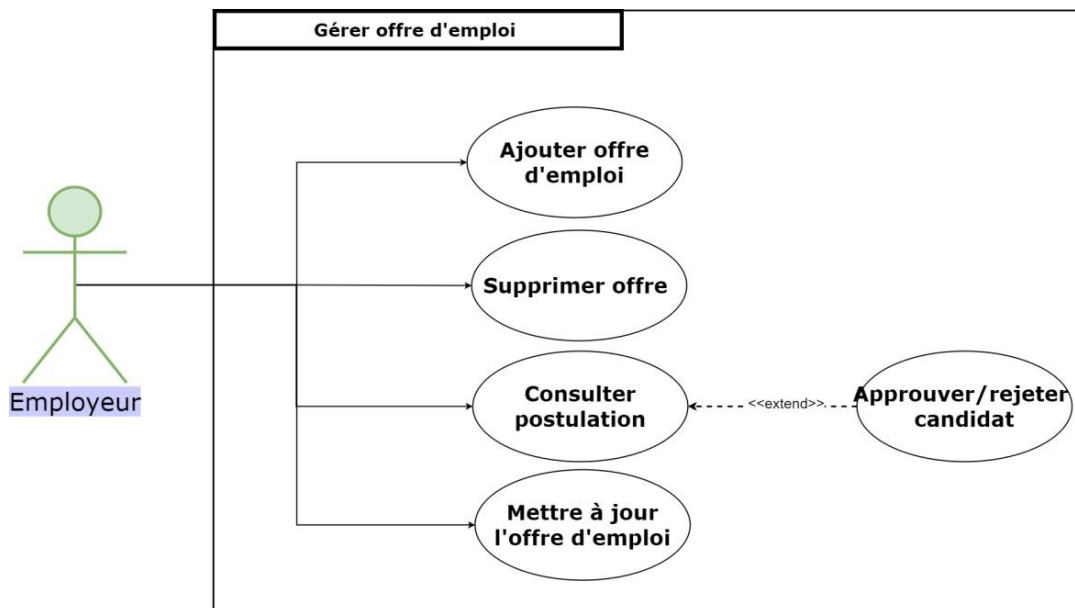 Gérer offre d'emploi
Ajouter offre
d'emploi
Supprimer offre
Employeur
Consulter
postulation
<<extend>>
Approuver/rejeter
candidat
Mettre à jour
l'offre d'emploi